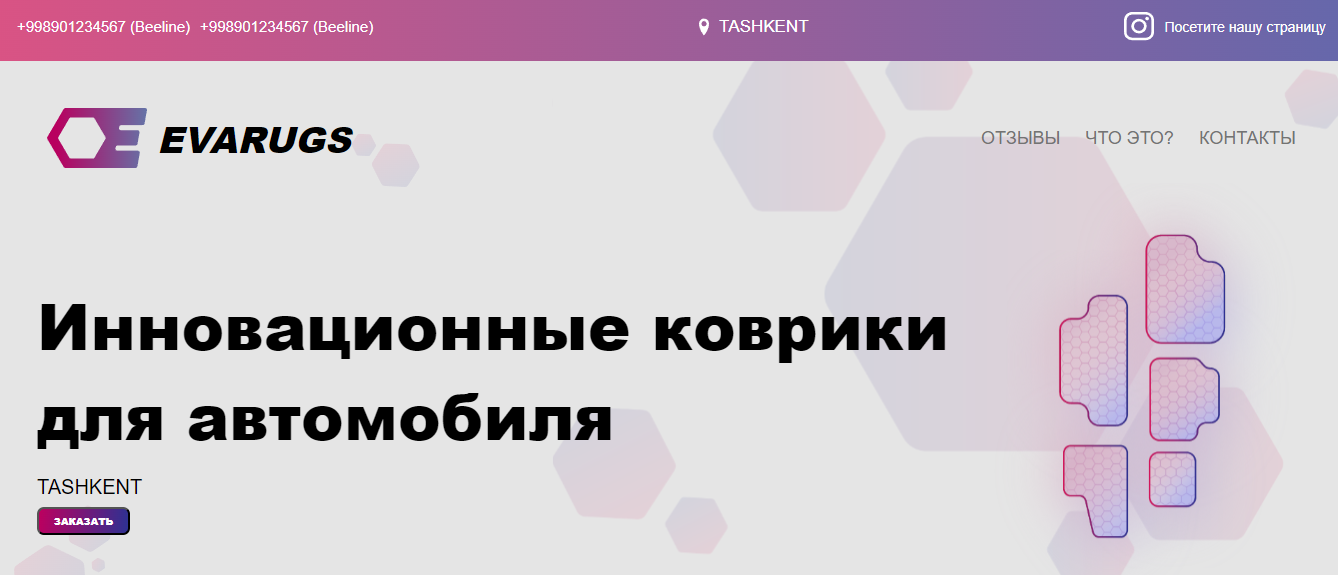 +998901234567 (Beeline) +998901234567 (Beeline)
TASHKENT
Посетите нашу страницу
EVARUGS
ОТЗЫВЫ ЧТО ЭТО? КОНТАКТЫ
Инновационные коврики
для автомобиля
TASHKENT
ЗАКАЗАТЬ